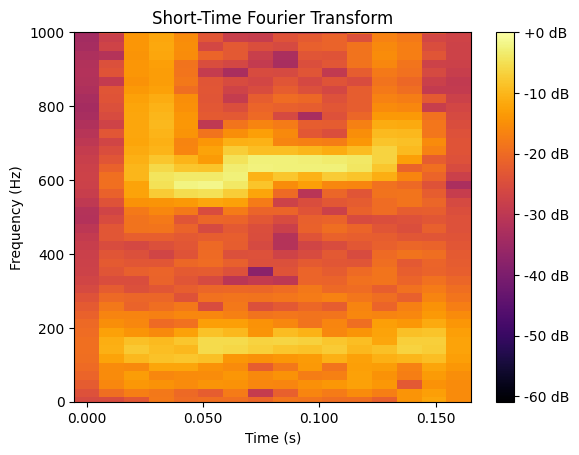 Short-Time Fourier Transform
1000
800
600
400
200
0
Frequency (Hz)
0.000
0.050
0.100
0.150
Time (s)
+0 dB
-10 dB
-20 dB
-30 dB
-40 dB
-50 dB
-60 dB